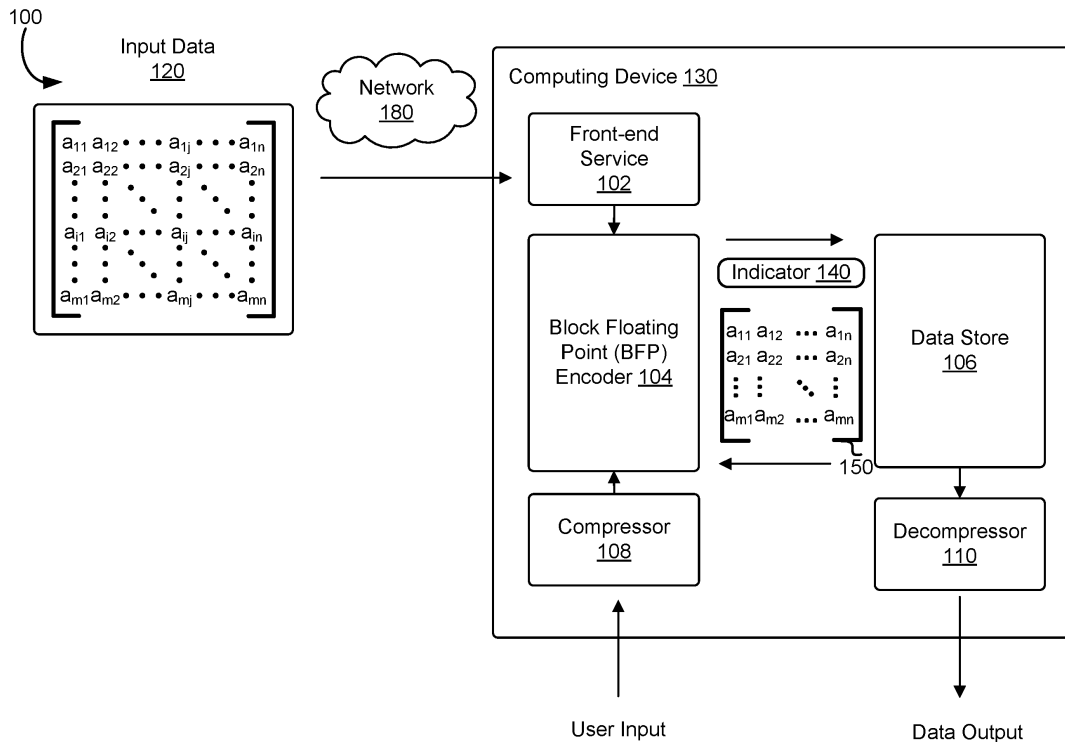 100
Input Data
120
a11 a12 • • • • a1j • • • • a1n
a21 a22 • • • • a2j • • • • a2n
ai1 ai2 • • • • aij • • • • ain
am1 am2 • • • • amj • • • • amn
Network
180
Computing Device 130
Front-end
Service
102
Block Floating
Point (BFP)
Encoder 104
Indicator 140
a11 a12 ••• a1n
a21 a22 ••• a2n
am1 am2 ••• amn
150
Data Store
106
Compressor
108
Decompressor
110
User Input
Data Output